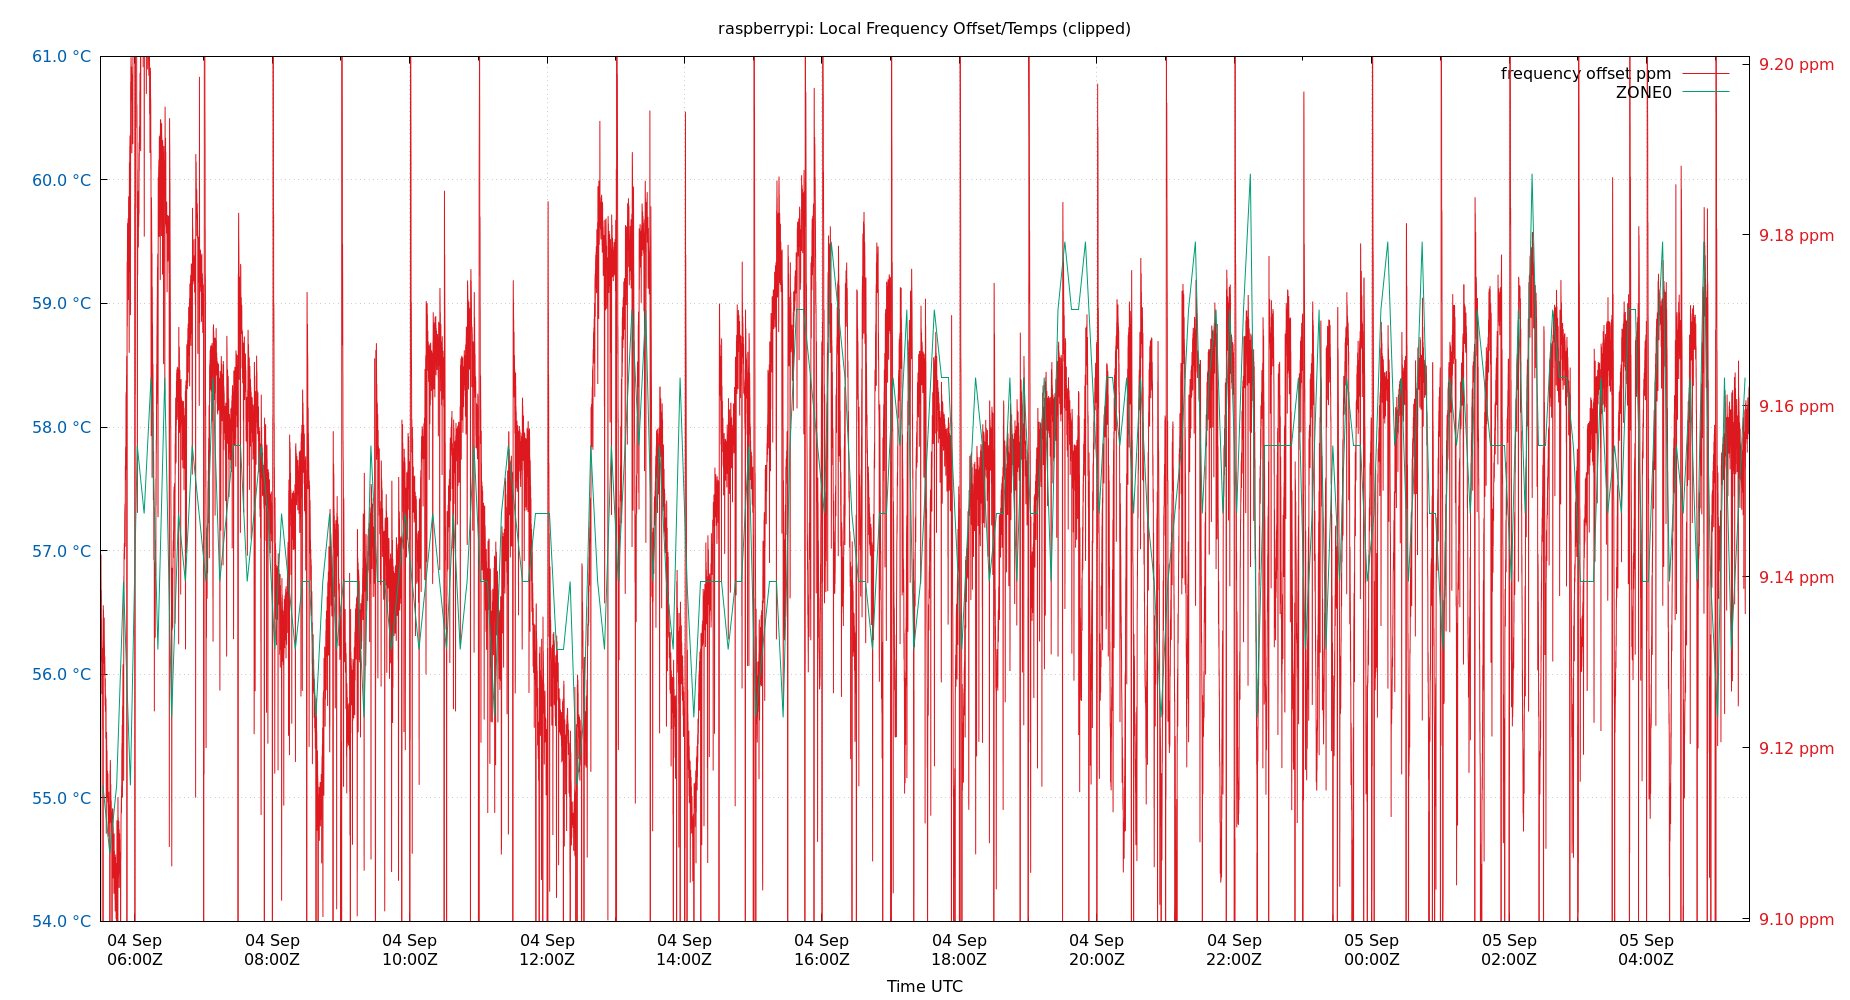 raspberrypi: Local Frequency Offset/Temps (clipped)
61.0 °C
60.0 °C
59.0 °C
58.0 °C
57.0 °C
56.0 °C
55.0 °C
54.0 °C
frequency offset ppm
ZONE0
9.20 ppm
9.18 ppm
9.16 ppm
9.14 ppm
9.12 ppm
9.10 ppm
04 Sep 04 Sep 04 Sep 04 Sep 04 Sep 04 Sep 04 Sep 04 Sep 04 Sep 05 Sep 05 Sep 05 Sep
06:00Z 08:00Z 10:00Z 12:00Z 14:00Z 16:00Z 18:00Z 20:00Z 22:00Z 00:00Z 02:00Z 04:00Z
Time UTC